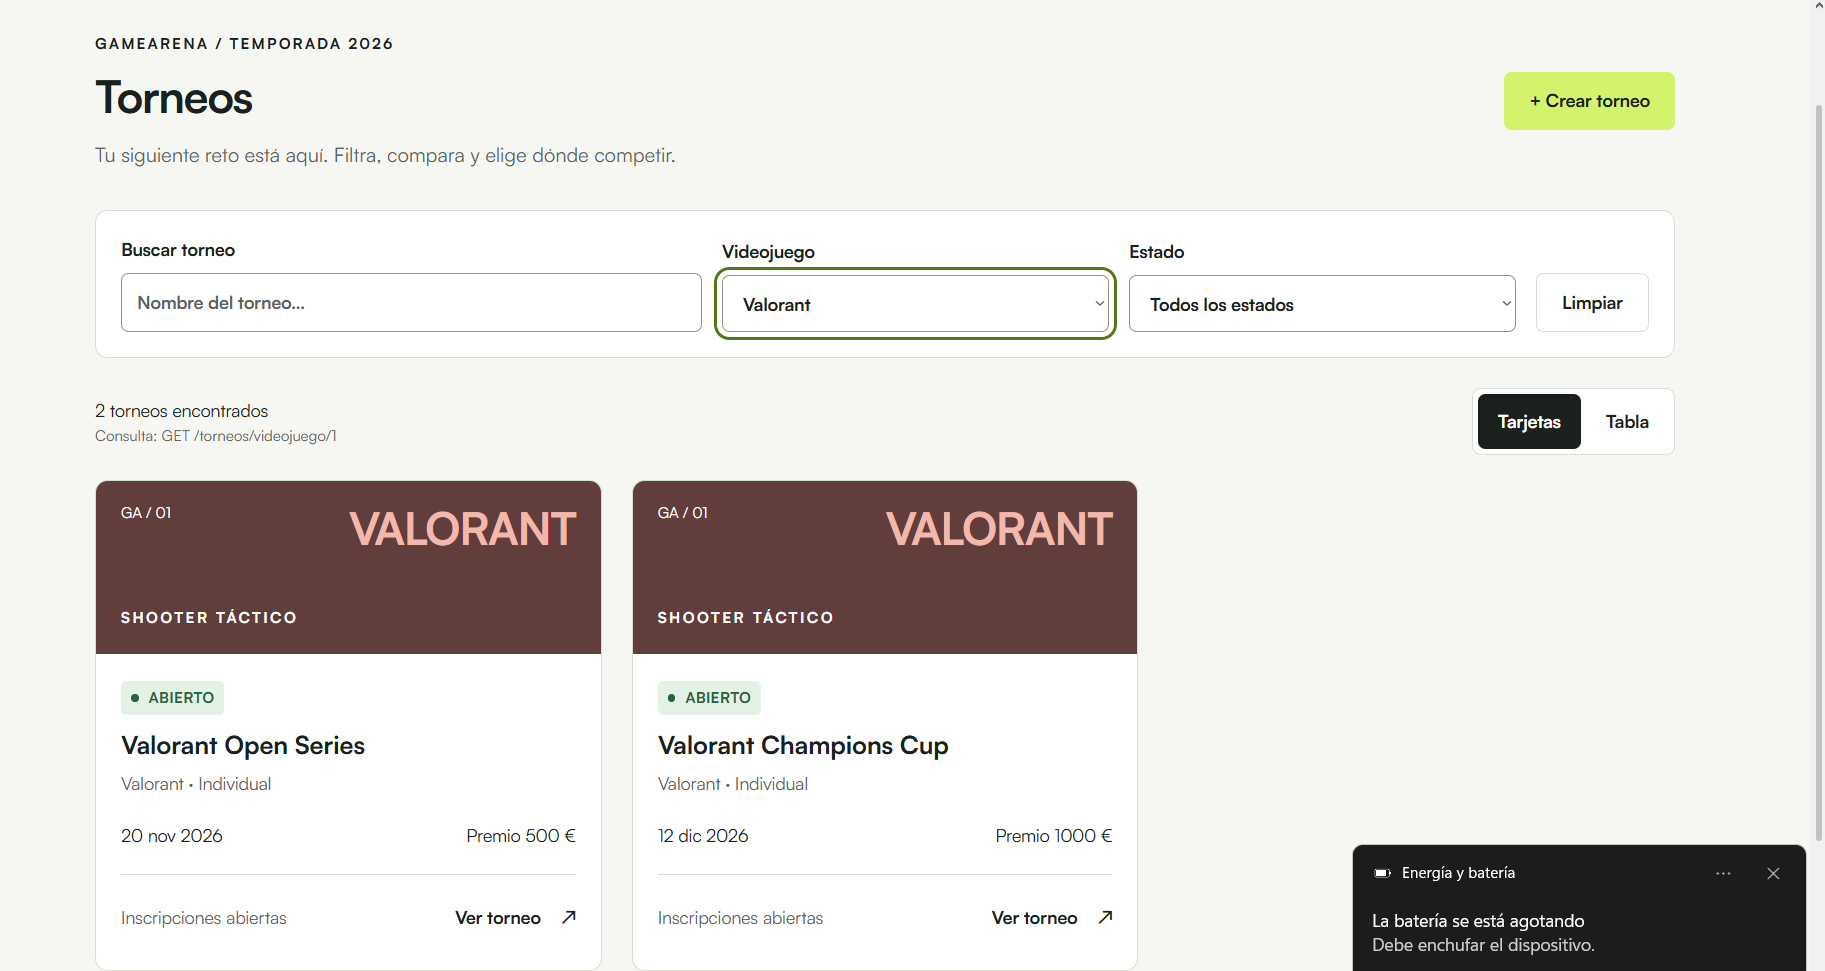 GAMEARENA / TEMPORADA 2026
Torneos
+ Crear torneo
Tu siguiente reto está aquí. Filtra, compara y elige dónde competir.
Buscar torneo
Nombre del torneo...
Videojuego
Valorant
Estado
Todos los estados
Limpiar
2 torneos encontrados
Consulta: GET /torneos/videojuego/1
Tarjetas
Tabla
GA / 01
VALORANT
SHOOTER TÁCTICO
ABIERTO
Valorant Open Series
Valorant · Individual
20 nov 2026
Premio 500 €
Inscripciones abiertas
Ver torneo
GA / 01
VALORANT
SHOOTER TÁCTICO
ABIERTO
Valorant Champions Cup
Valorant · Individual
12 dic 2026
Premio 1000 €
Inscripciones abiertas
Ver torneo
Energía y batería
La batería se está agotando
Debe enchufar el dispositivo.